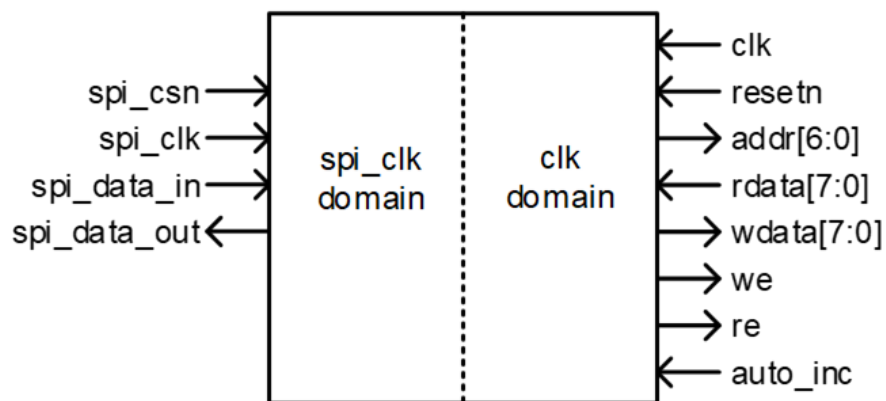 spi_csn
spi_clk
spi_data_in
spi_data_out
spi_clk
domain
clk
domain
clk
resetn
addr[6:0]
rdata[7:0]
wdata[7:0]
we
re
auto_inc